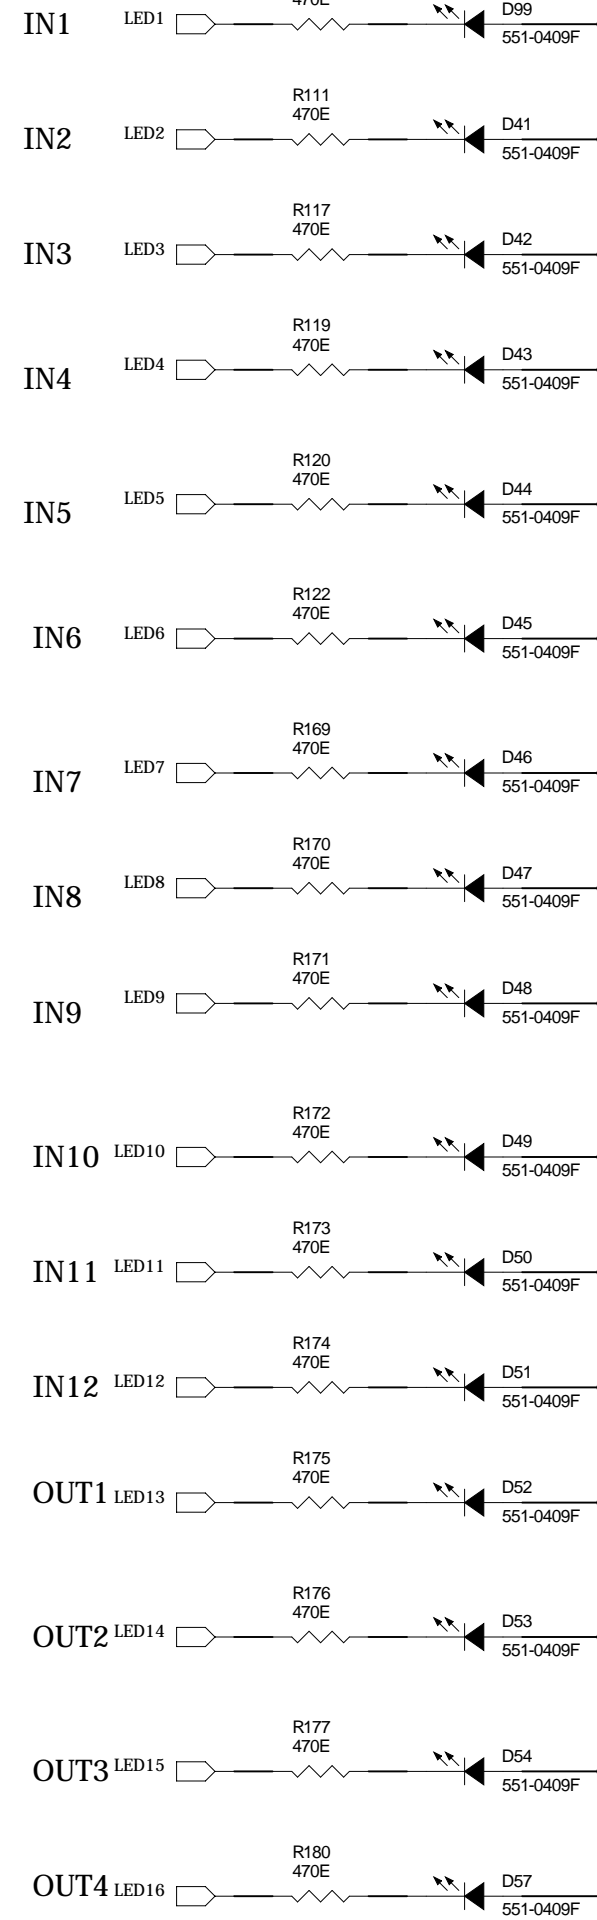 IN1 LED1 470E D99
551-0409F
R111
470E
IN2 LED2 D41
551-0409F
R117
470E
IN3 LED3 D42
551-0409F
R119
470E
IN4 LED4 D43
551-0409F
R120
470E
IN5 LED5 D44
551-0409F
R122
470E
IN6 LED6 D45
551-0409F
R169
470E
IN7 LED7 D46
551-0409F
R170
470E
IN8 LED8 D47
551-0409F
R171
470E
IN9 LED9 D48
551-0409F
R172
470E
IN10 LED10 D49
551-0409F
R173
470E
IN11 LED11 D50
551-0409F
R174
470E
IN12 LED12 D51
551-0409F
R175
470E
OUT1 LED13 D52
551-0409F
R176
470E
OUT2 LED14 D53
551-0409F
R177
470E
OUT3 LED15 D54
551-0409F
R180
470E
OUT4 LED16 D57
551-0409F